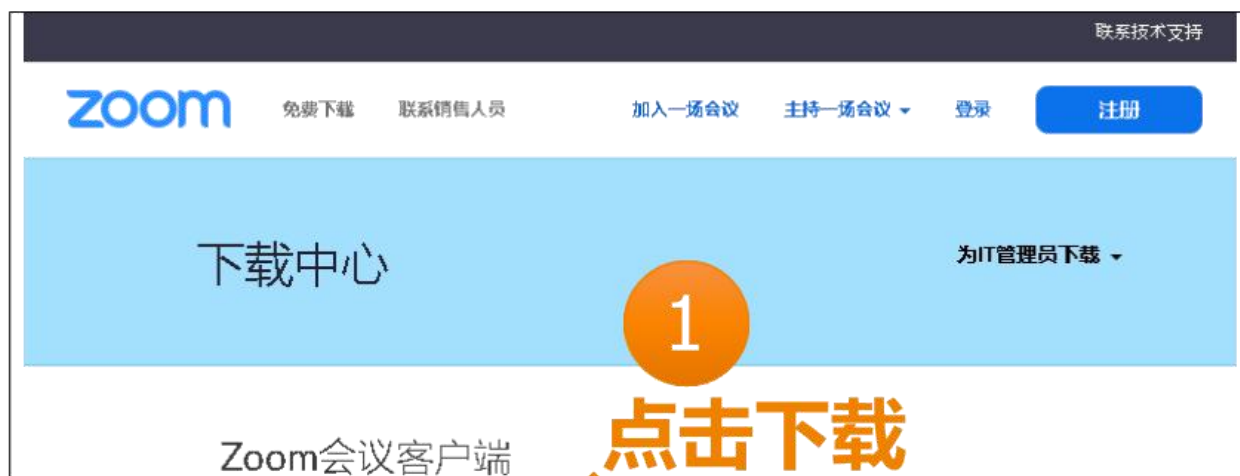 联系技术支持
zoom 免费下载 联系销售人员 加入一场会议 主持一场会议 登录 注册
下载中心 为IT管理员下载
1
点击下载
Zoom会议客户端